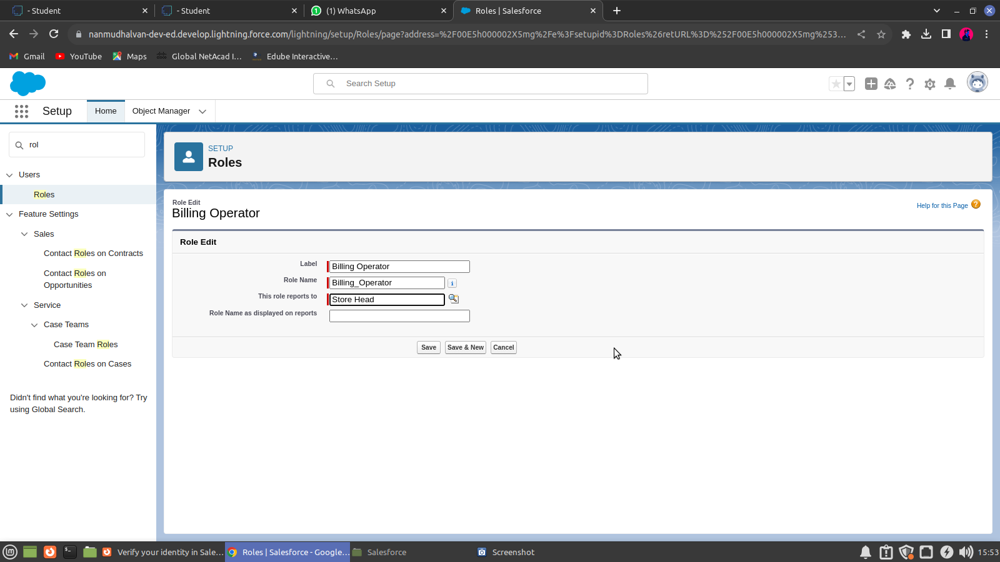 - Student
- Student
(1) WhatsApp
Roles | Salesforce
nanmudhalvan-dev-ed.develop.lightning.force.com/lightning/setup/Roles/page?address=%2F00E5h000002X5mg%2Fe%3Fsetupid%3DRoles%26retURL%3D%252F00E5h000002X5mg%253...
Gmail
YouTube
Maps
Global NetAcad I...
Edube Interactive...
Search Setup
Setup
Home
Object Manager
rol
Users
Roles
Feature Settings
Sales
Contact Roles on Contracts
Contact Roles on
Opportunities
Service
Case Teams
Case Team Roles
Contact Roles on Cases
Didn't find what you're looking for? Try
using Global Search.
SETUP
Roles
Role Edit
Billing Operator
Help for this Page
Role Edit
Label
Billing Operator
Role Name
Billing_Operator
This role reports to
Store Head
Role Name as displayed on reports
Save
Save & New
Cancel
Verify your identity in Sale...
Roles | Salesforce - Google...
Salesforce
Screenshot
15:53